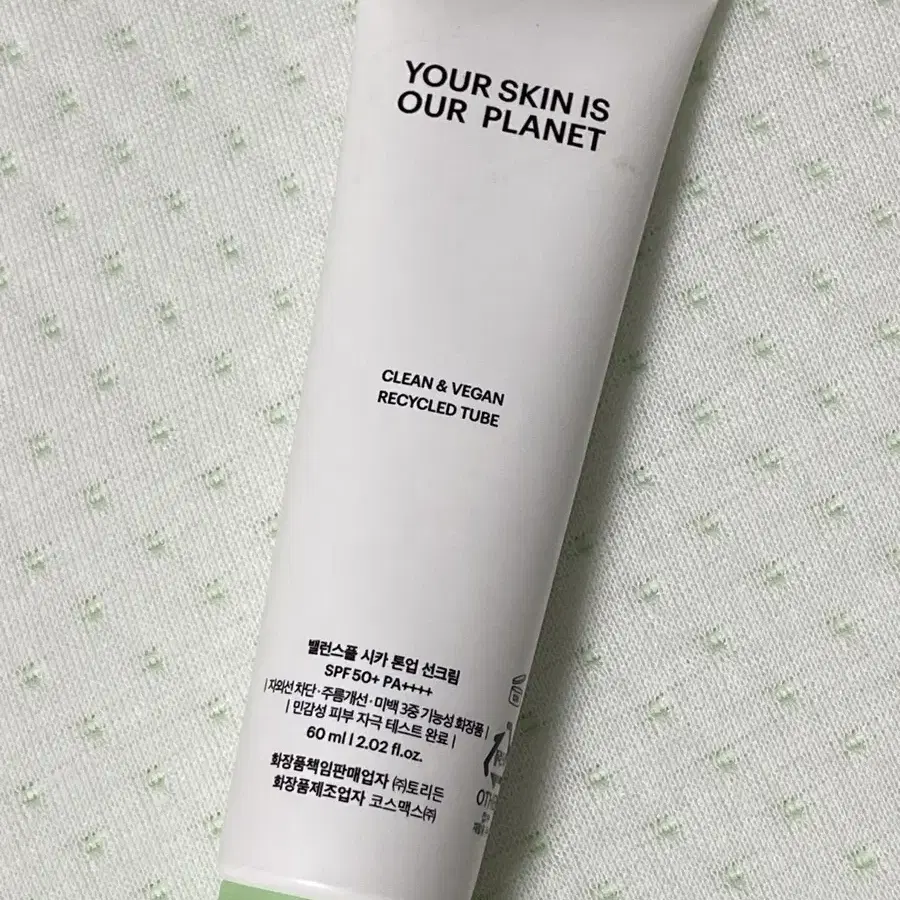 YOUR SKIN IS
OUR PLANET
CLEAN & VEGAN
RECYCLED TUBE
밸런스풀 시카 톤업 선크림
SPF 50+ PA++++
| 자외선 차단·주름개선·미백 3중 기능성 화장품 |
| 민감성 피부 자극 테스트 완료 |
60 ml | 2.02 fl.oz.
화장품책임판매업자 ㈜토리든
화장품제조업자 코스맥스㈜